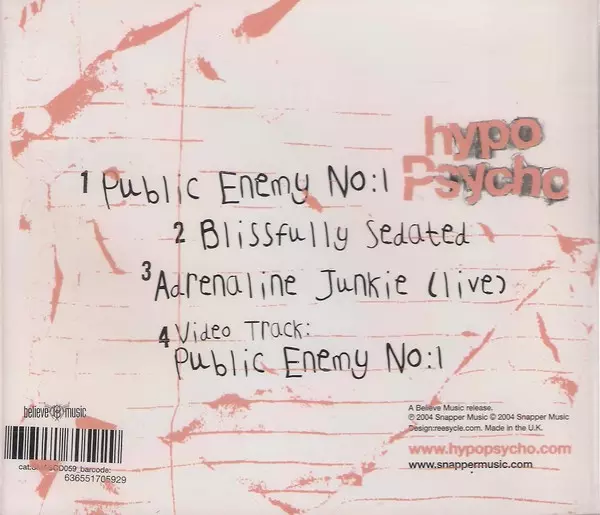 hypo
Psycho
1 Public Enemy No:1
2 Blissfully Sedated
3 Adrenaline Junkie (live)
4 Video Track:
Public Enemy No:1
believe music
A Believe Music release.
℗ 2004 Snapper Music © 2004 Snapper Music
Design:reesycle.com. Made in the U.K.
www.hypopsycho.com
www.snappermusic.com
barcode:
636551705929